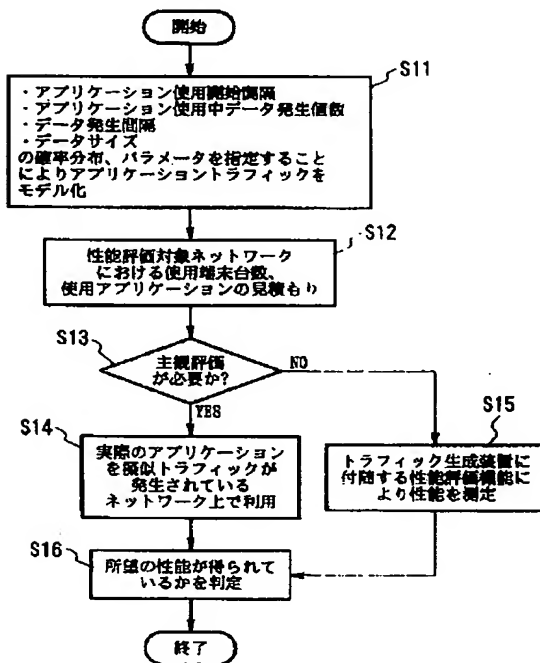 開始
S11
・アプリケーション使用開始間隔
・アプリケーション使用中データ発生個数
・データ発生間隔
・データサイズ
の確率分布、パラメータを指定すること
によりアプリケーショントラフィックを
モデル化
S12
性能評価対象ネットワーク
における使用端末台数、
使用アプリケーションの見積もり
S13
主観評価
が必要か?
NO
YES
S14
実際のアプリケーション
を擬似トラフィックが
発生されている
ネットワーク上で利用
S15
トラフィック生成装置に
付随する性能評価機能に
より性能を測定
S16
所望の性能が得られて
いるかを判定
終了